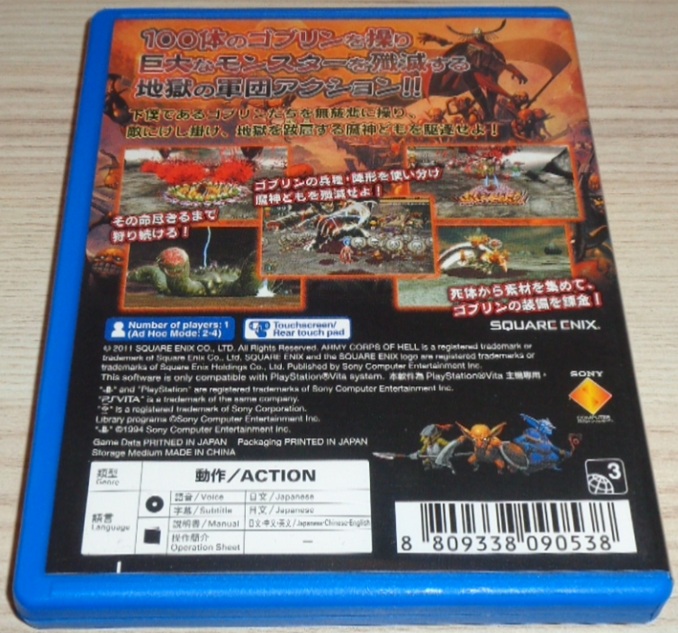 100体のゴブリンを操り
巨大なモンスターを殲滅する
地獄の軍団アクション!!
下僕であるゴブリンたちを無慈悲に操り、
敵にけし掛け、地獄を跋扈する魔神どもを駆逐せよ!
ゴブリンの兵種・陣形を使い分け
魔神どもを殲滅せよ!
その命尽きるまで
狩り続ける!
死体から素材を集めて、
ゴブリンの装備を錬金!
SQUARE ENIX.
Number of players: 1
(Ad Hoc Mode: 2-4)
Touchscreen/
Rear touch pad
© 2011 SQUARE ENIX CO., LTD. All Rights Reserved. ARMY CORPS OF HELL is a registered trademark or
trademark of Square Enix Co., Ltd. SQUARE ENIX and the SQUARE ENIX logo are registered trademarks or
trademarks of Square Enix Holdings Co., Ltd. Published by Sony Computer Entertainment Inc.
This software is only compatible with PlayStation®Vita system. 本軟件為 PlayStation®Vita 主機專用。
" " and "PlayStation" are registered trademarks of Sony Computer Entertainment Inc.
"PSVITA" is a trademark of the same company.
" " is a registered trademark of Sony Corporation.
Library programs ©Sony Computer Entertainment Inc.
" " ©1994 Sony Computer Entertainment Inc.
Game Data PRITNED IN JAPAN Packaging PRINTED IN JAPAN
Storage Medium MADE IN CHINA
SONY
COMPUTER
類型
Genre
動作/ACTION
語言
Language
語音/Voice 日文/Japanese
字幕/Subtitle 日文/Japanese
說明書/Manual 日文·中文·英文/Japanese·Chinese·English
操作簡介
Operation Sheet —
3
8 809338 090538